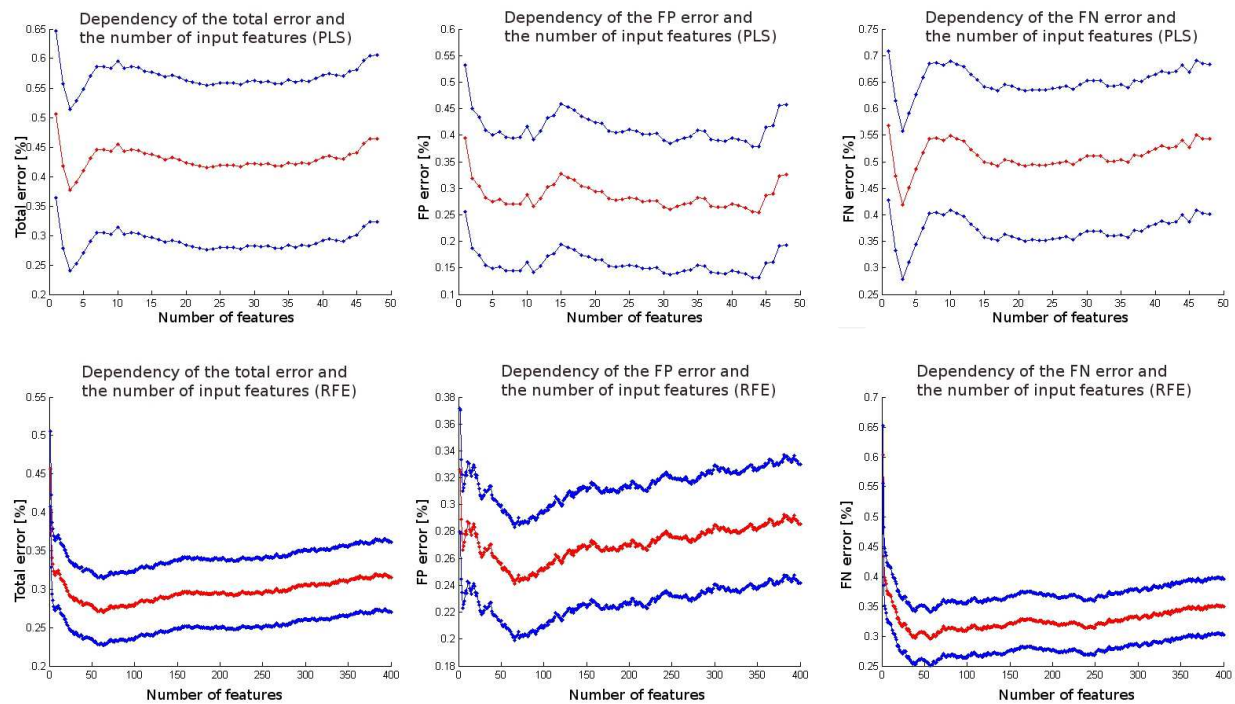 Dependency of the total error and
the number of input features (PLS)
0.65
0.6
0.55
0.5
0.45
0.4
0.35
0.3
0.25
0.2
Total error [%]
0 5 10 15 20 25 30 35 40 45 50
Number of features
Dependency of the FP error and
the number of input features (PLS)
0.6
0.5
0.4
0.3
0.2
0.1
FP error [%]
0 5 10 15 20 25 30 35 40 45 50
Number of features
Dependency of the FN error and
the number of input features (PLS)
0.75
0.7
0.65
0.6
0.55
0.5
0.45
0.4
0.35
0.3
0.25
FN error [%]
0 5 10 15 20 25 30 35 40 45 50
Number of features
Dependency of the total error and
the number of input features (RFE)
0.55
0.5
0.45
0.4
0.35
0.3
0.25
0.2
Total error [%]
0 50 100 150 200 250 300 350 400
Number of features
Dependency of the FP error and
the number of input features (RFE)
0.38
0.36
0.34
0.32
0.3
0.28
0.26
0.24
0.22
0.2
0.18
FP error [%]
0 50 100 150 200 250 300 350 400
Number of features
Dependency of the FN error and
the number of input features (RFE)
0.7
0.65
0.6
0.55
0.5
0.45
0.4
0.35
0.3
0.25
FN error [%]
0 50 100 150 200 250 300 350 400
Number of features